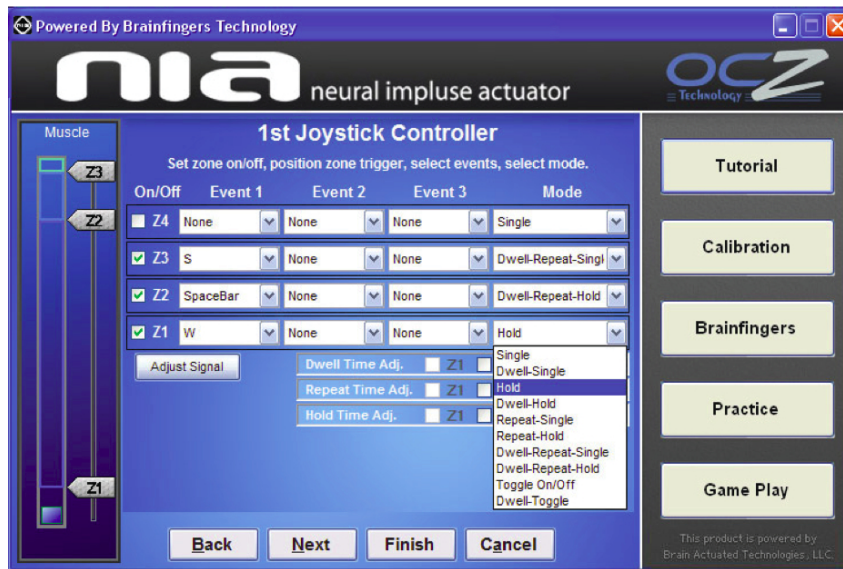 Powered By Brainfingers Technology
nia neural impluse actuator
OCZ
Technology
Muscle
Z3
Z2
Z1
1st Joystick Controller
Set zone on/off, position zone trigger, select events, select mode.
On/Off Event 1 Event 2 Event 3 Mode
Z4 None None None Single
Z3 S None None Dwell-Repeat-Singl
Z2 SpaceBar None None Dwell-Repeat-Hold
Z1 W None None Hold
Adjust Signal
Dwell Time Adj. Z1
Repeat Time Adj. Z1
Hold Time Adj. Z1
Single
Dwell-Single
Hold
Dwell-Hold
Repeat-Single
Repeat-Hold
Dwell-Repeat-Single
Dwell-Repeat-Hold
Toggle On/Off
Dwell-Toggle
Back Next Finish Cancel
Tutorial
Calibration
Brainfingers
Practice
Game Play
This product is powered by
Brain Actuated Technologies, LLC.